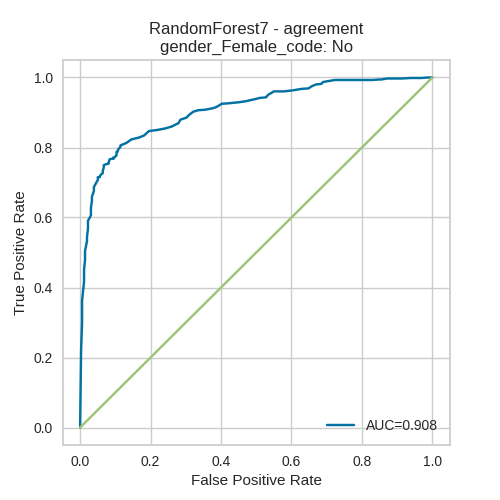 RandomForest7 - agreement
gender_Female_code: No
1.0
0.8
0.6
0.4
0.2
0.0
True Positive Rate
0.0 0.2 0.4 0.6 0.8 1.0
False Positive Rate
AUC=0.908